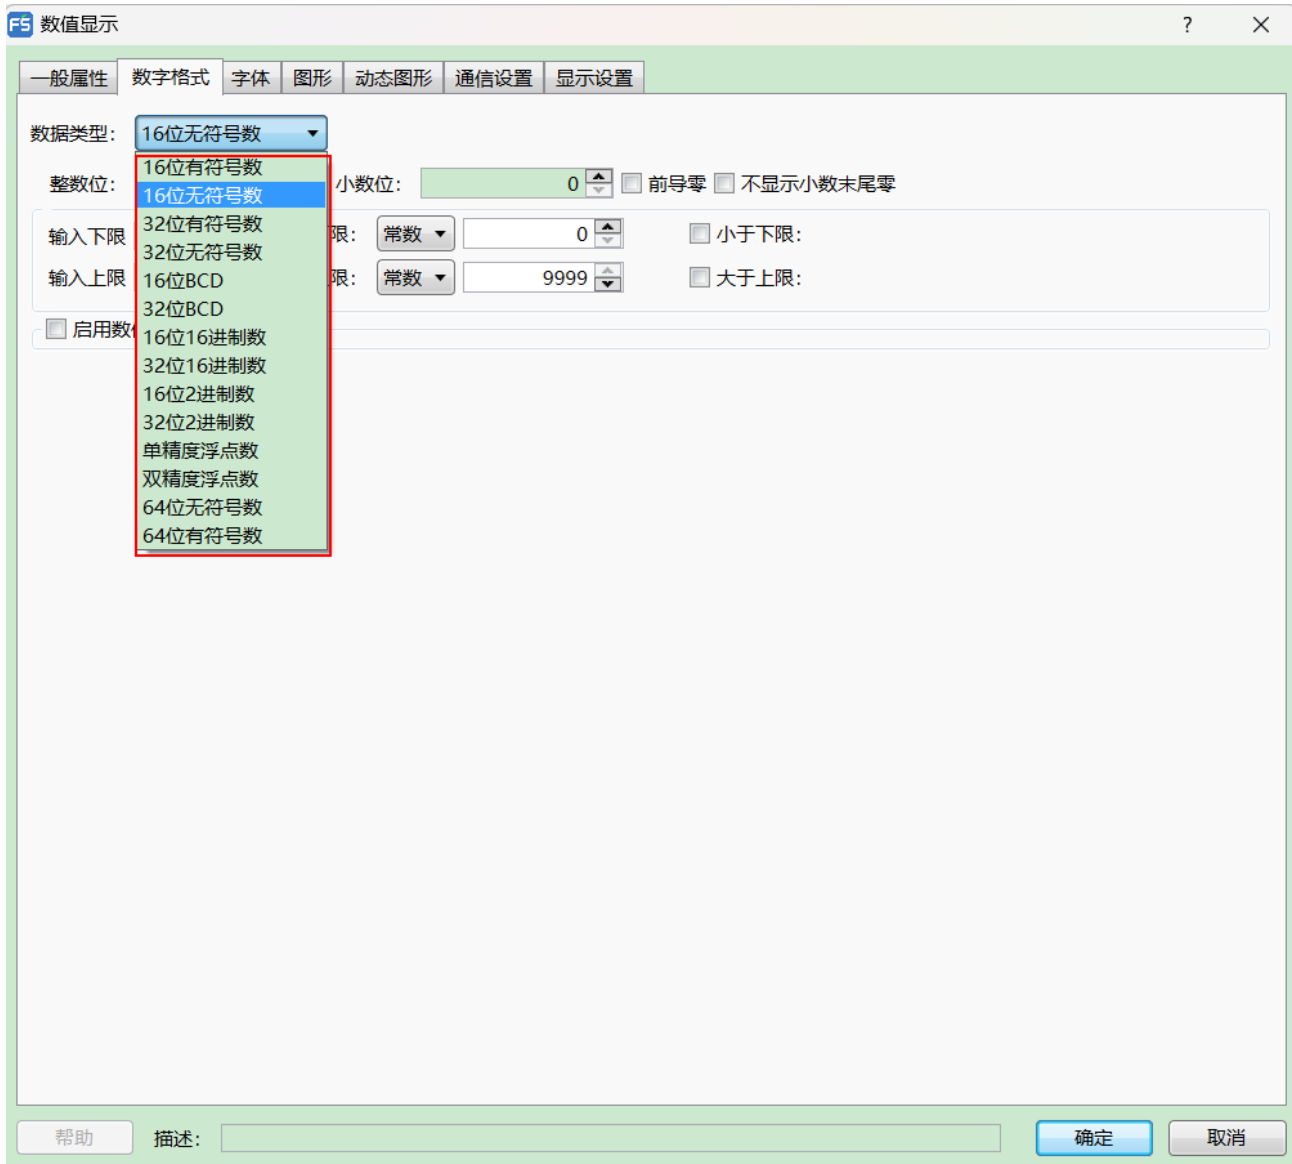 FS 数值显示 ?
一般属性 数字格式 字体 图形 动态图形 通信设置 显示设置
数据类型: 16位无符号数
整数位: 小数位: 0 前导零 不显示小数末尾零
输入下限 限: 常数 0 小于下限:
输入上限 限: 常数 9999 大于上限:
启用数
16位有符号数
16位无符号数
32位有符号数
32位无符号数
16位BCD
32位BCD
16位16进制数
32位16进制数
16位2进制数
32位2进制数
单精度浮点数
双精度浮点数
64位无符号数
64位有符号数
帮助 描述: 确定 取消